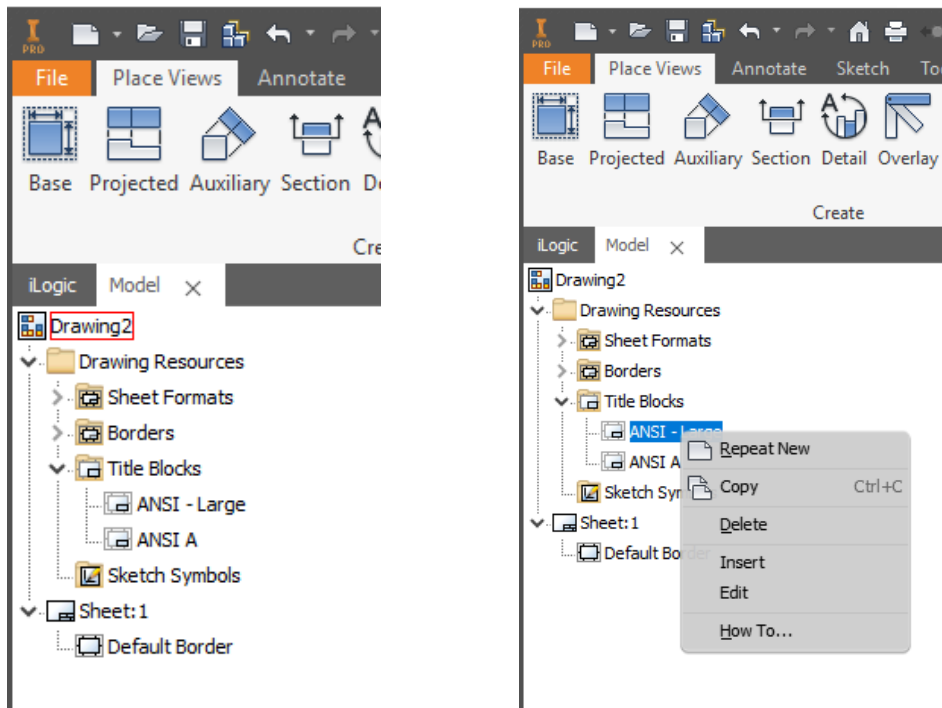 I
PRO
File Place Views Annotate
Base Projected Auxiliary Section
iLogic Model
Drawing2
Drawing Resources
Sheet Formats
Borders
Title Blocks
ANSI - Large
ANSI A
Sketch Symbols
Sheet:1
Default Border
I
PRO
File Place Views Annotate Sketch
Base Projected Auxiliary Section Detail Overlay
Create
iLogic Model
Drawing2
Drawing Resources
Sheet Formats
Borders
Title Blocks
ANSI - Large
ANSI A
Repeat New
Copy Ctrl+C
Delete
Insert
Edit
How To...
Sheet:1